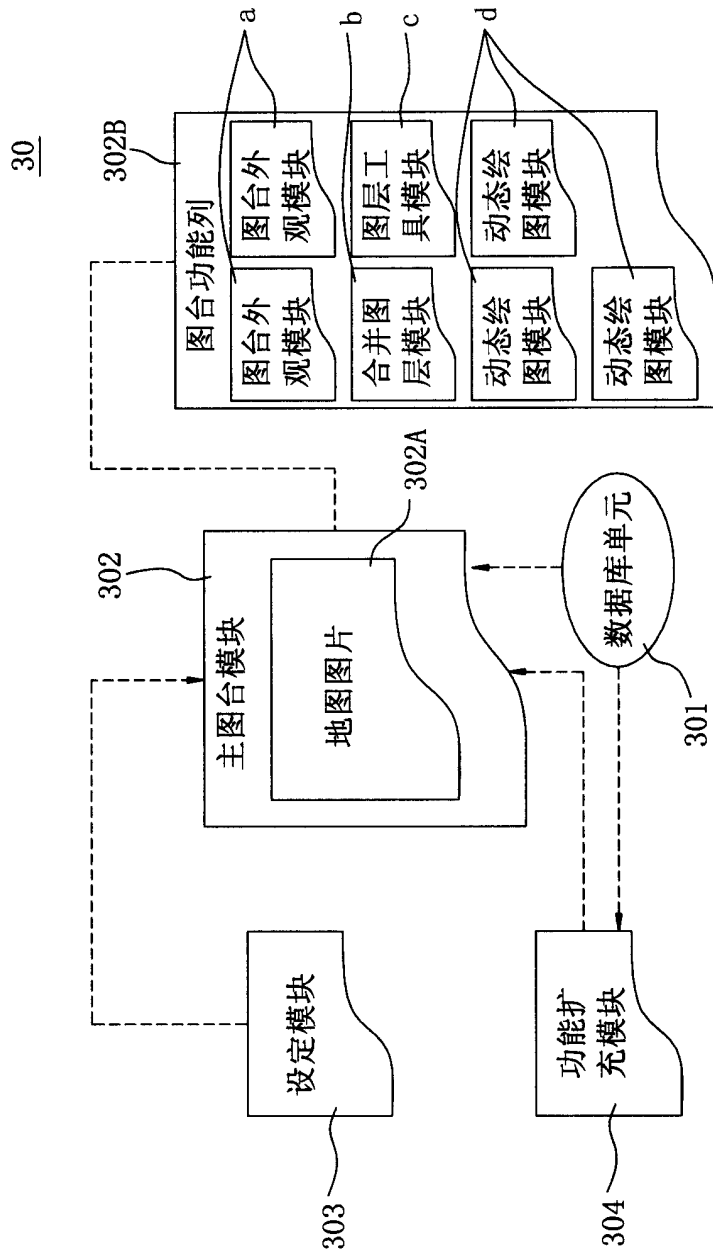 30
302B
图台功能列
图台外
观模块
图台外
观模块
a
合并图
层模块
b
图层工
具模块
c
动态绘
图模块
动态绘
图模块
动态绘
图模块
d
302
主图台模块
302A
地图图片
数据库单元
301
设定模块
303
功能扩
充模块
304